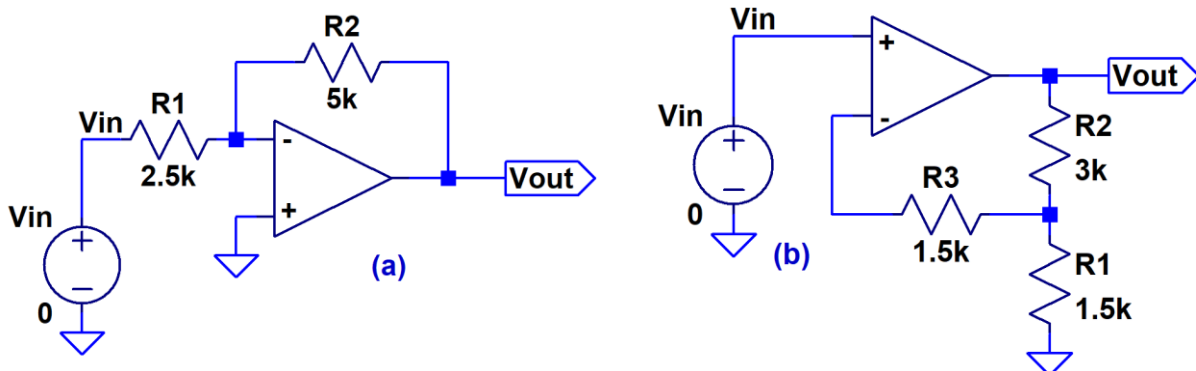 R2
5k
R1
Vin
2.5k
-
+
Vout
Vin
+
−
0
(a)
Vin
+
-
Vout
Vin
+
−
0
R2
3k
R3
1.5k
(b)
R1
1.5k